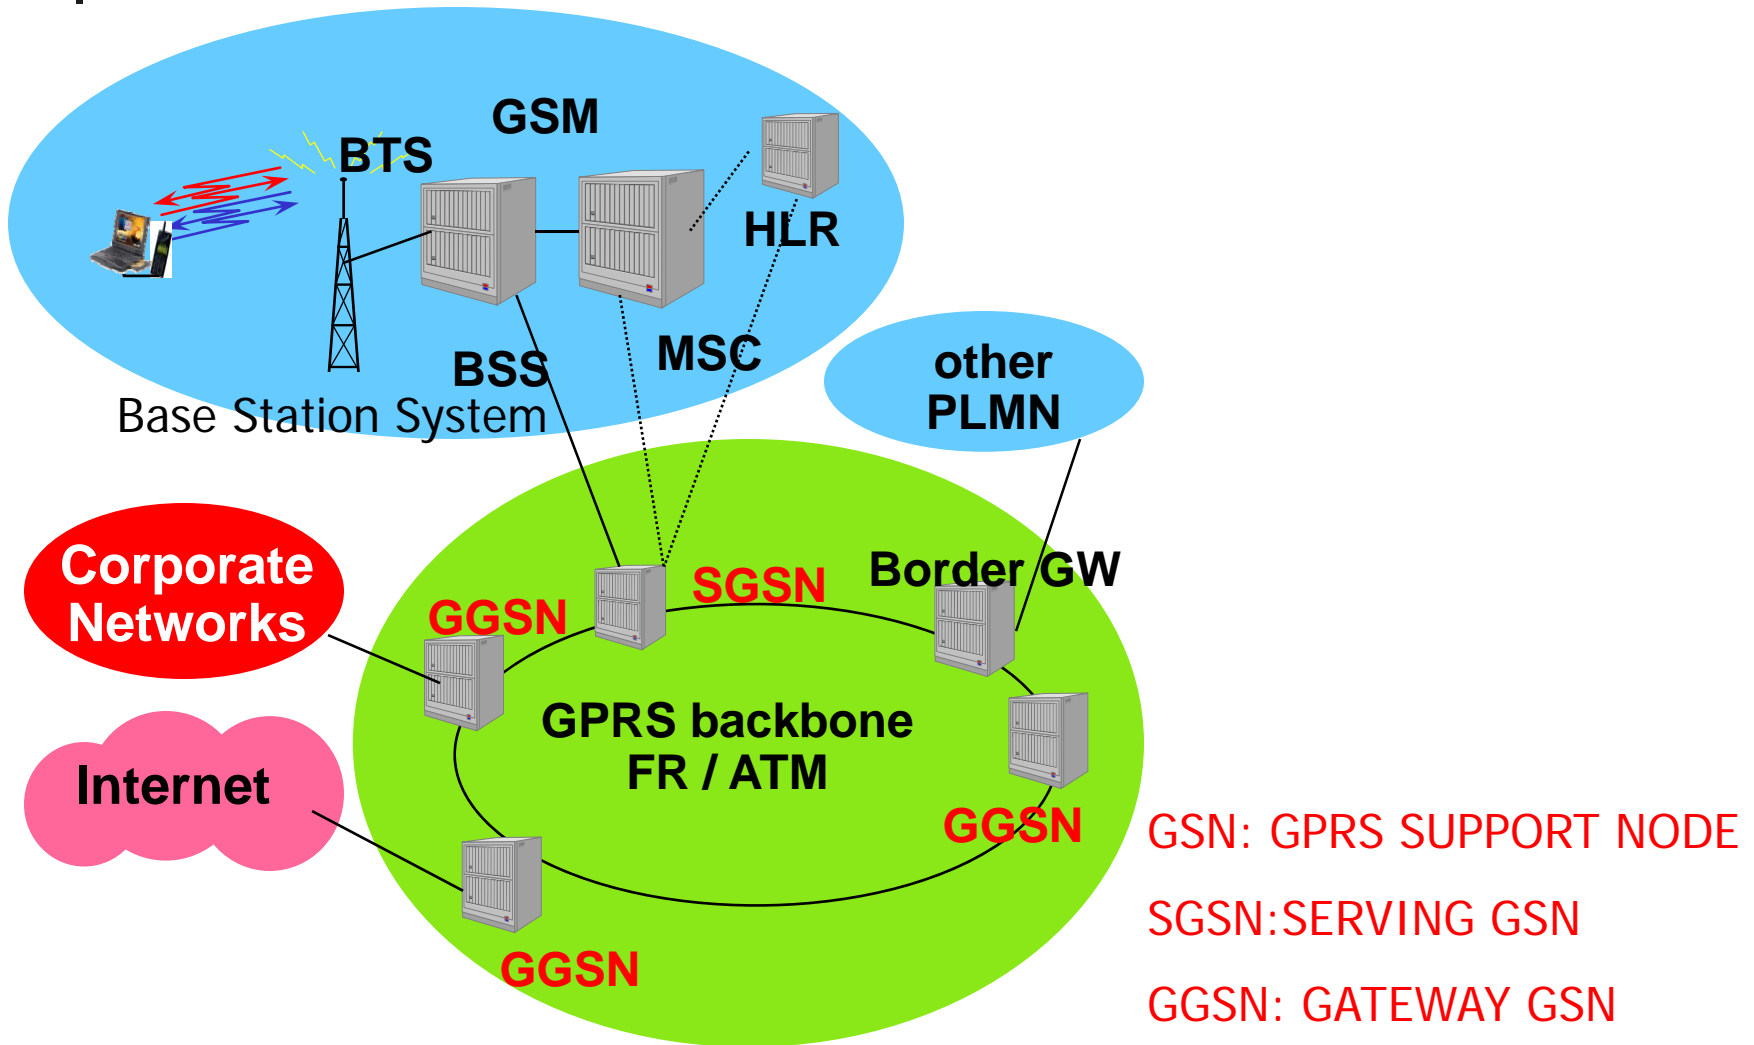 GSM
BTS
HLR
MSC
BSS
Base Station System
other
PLMN
Corporate
Networks
SGSN
Border GW
GGSN
GPRS backbone
FR / ATM
Internet
GGSN
GGSN
GSN: GPRS SUPPORT NODE
SGSN:SERVING GSN
GGSN: GATEWAY GSN